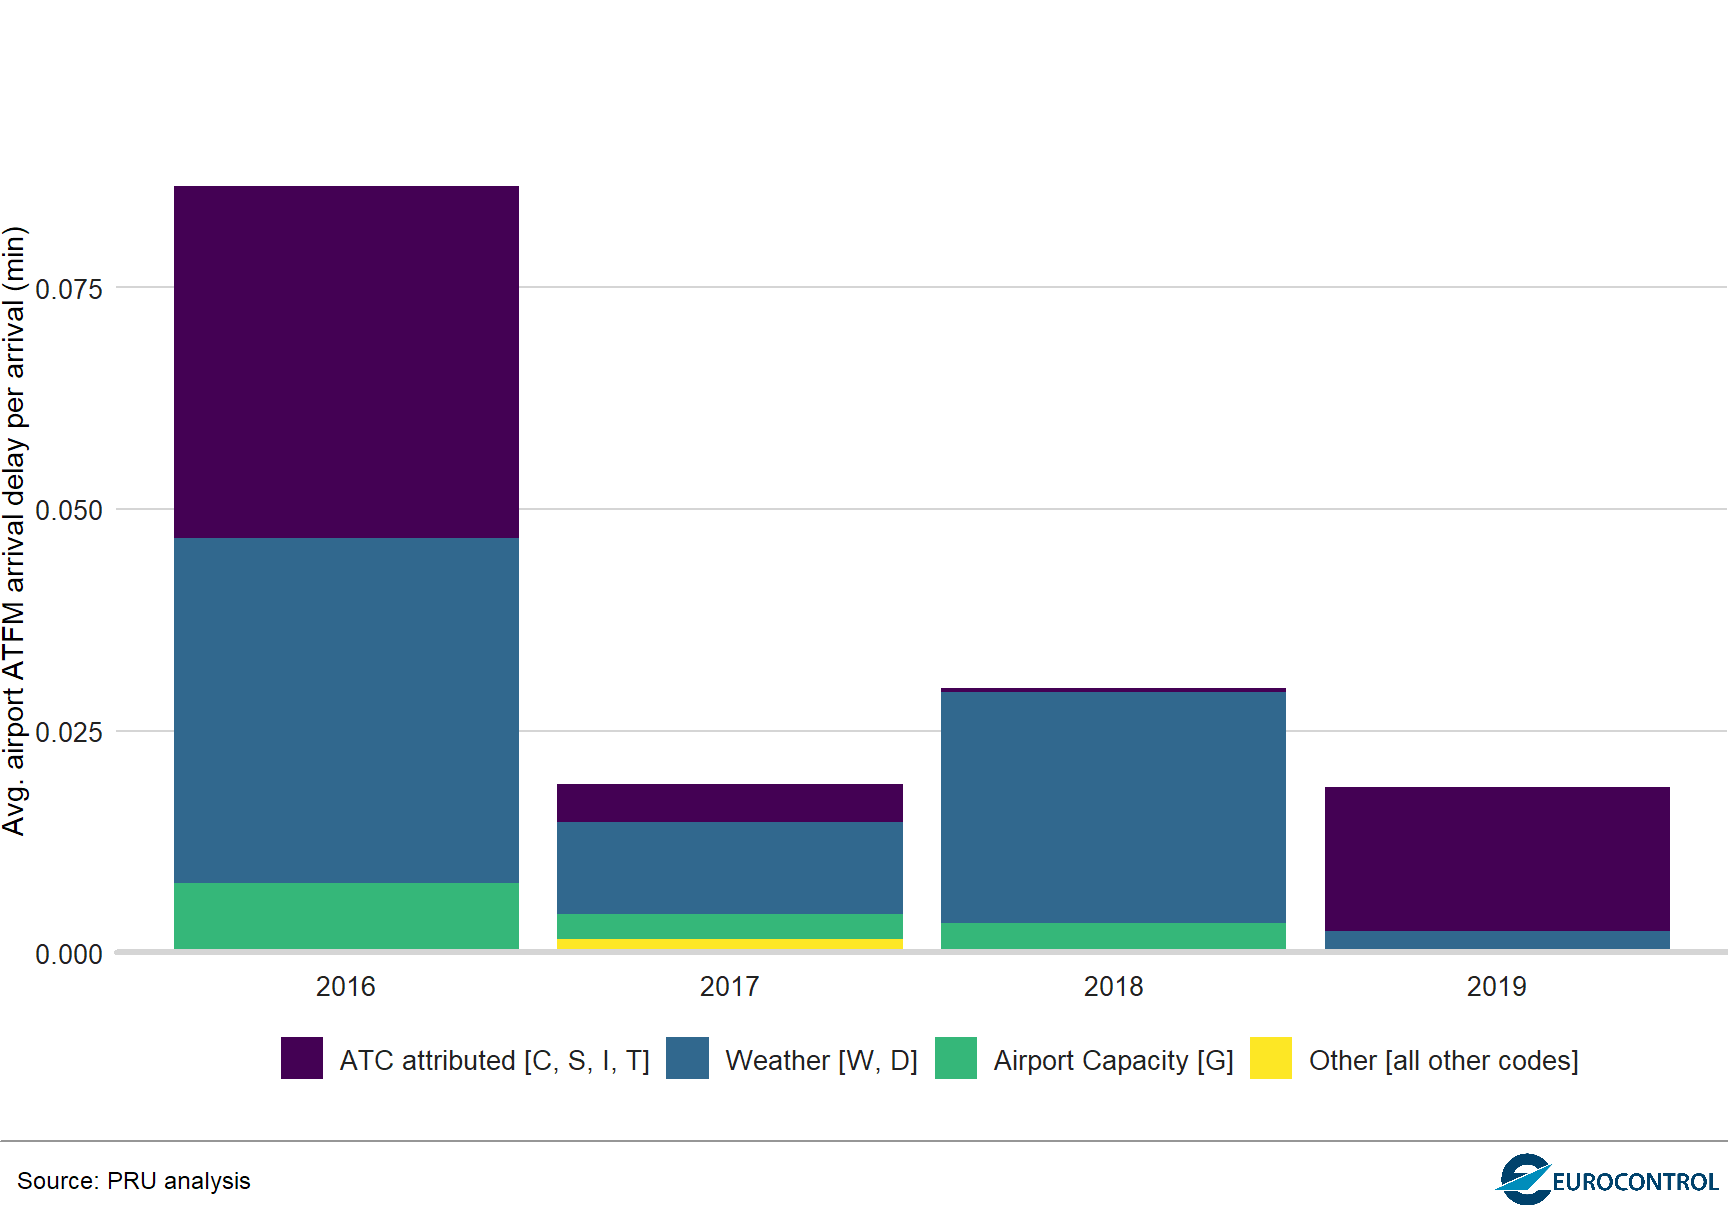 Avg. airport ATFM arrival delay per arrival (min)
0.075
0.050
0.025
0.000
2016 2017 2018 2019
ATC attributed [C, S, I, T] Weather [W, D] Airport Capacity [G] Other [all other codes]
Source: PRU analysis
EUROCONTROL